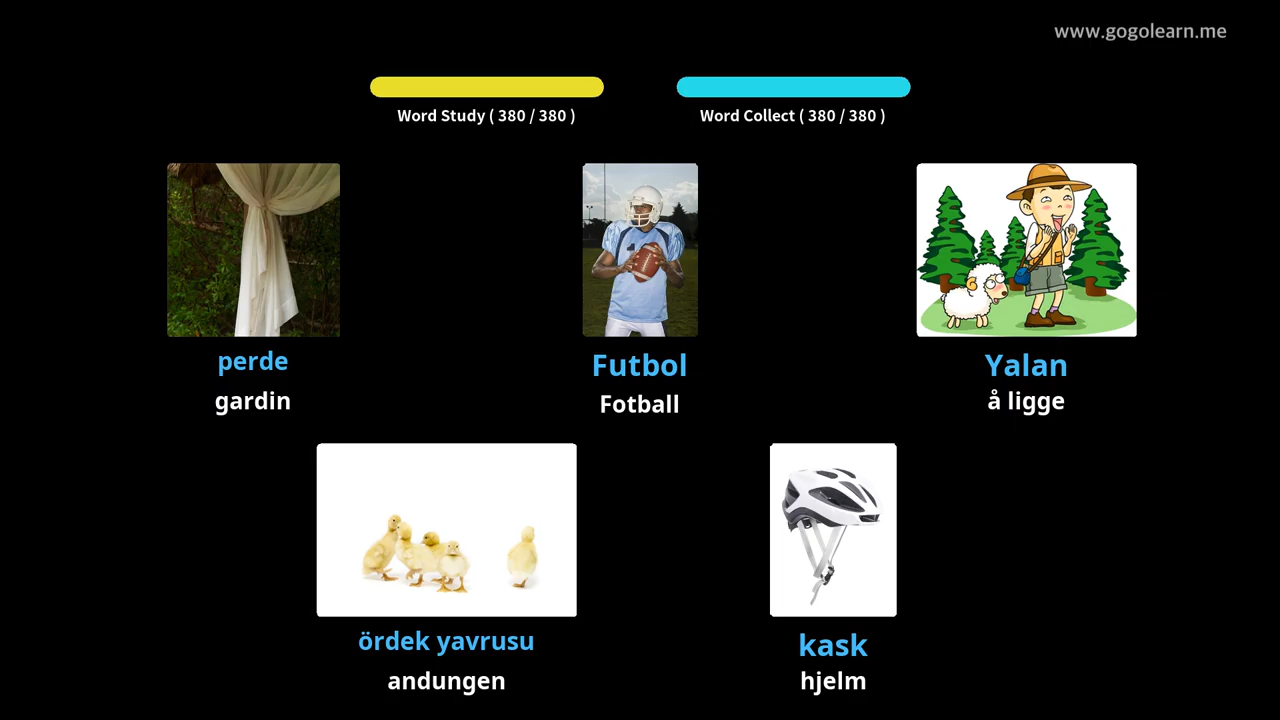 www.gogolearn.me
Word Study ( 380 / 380 )
Word Collect ( 380 / 380 )
perde
gardin
Futbol
Fotball
Yalan
å ligge
ördek yavrusu
andungen
kask
hjelm